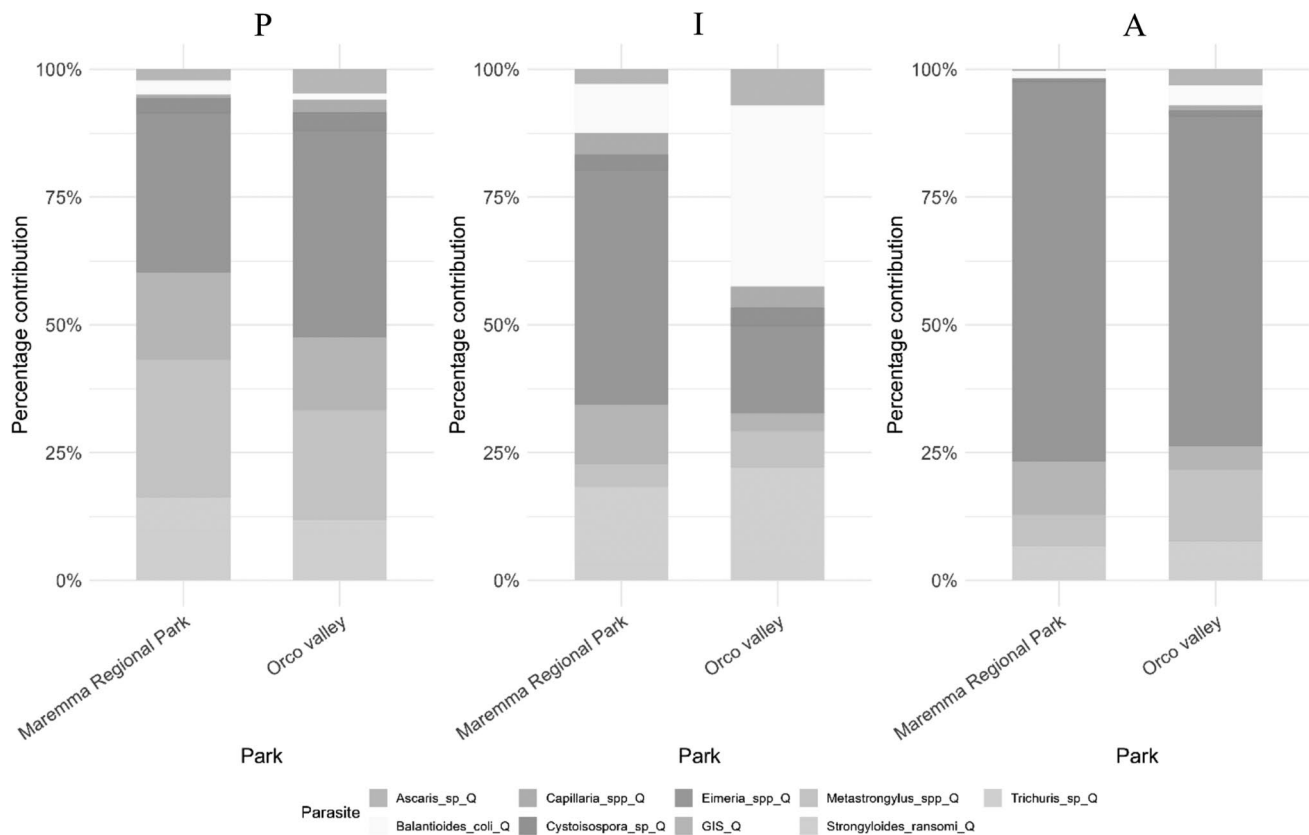 P
I
A
100%
75%
50%
25%
0%
Percentage contribution
Maremma Regional Park
Orco valley
Park
100%
75%
50%
25%
0%
Percentage contribution
Maremma Regional Park
Orco valley
Park
100%
75%
50%
25%
0%
Percentage contribution
Maremma Regional Park
Orco valley
Park
Parasite
Ascaris_sp_Q
Capillaria_spp_Q
Eimeria_spp_Q
Metastrongylus_spp_Q
Trichuris_sp_Q
Balantioides_coli_Q
Cystoisospora_sp_Q
GIS_Q
Strongyloides_ransomi_Q